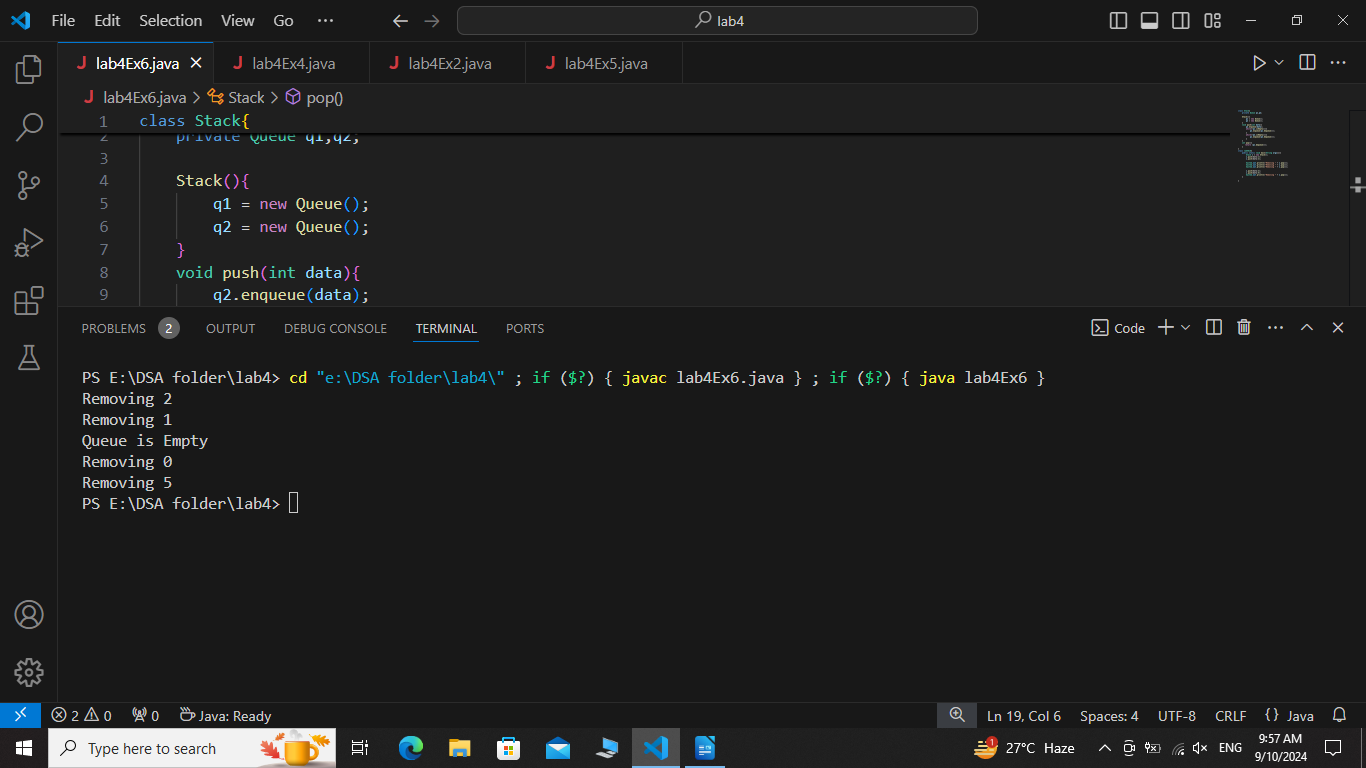 File Edit Selection View Go ···
lab4
lab4Ex6.java lab4Ex4.java lab4Ex2.java lab4Ex5.java
lab4Ex6.java > Stack > pop()
1 class Stack{
2 private Queue q1,q2;
3
4 Stack(){
5 q1 = new Queue();
6 q2 = new Queue();
7 }
8 void push(int data){
9 q2.enqueue(data);
PROBLEMS 2 OUTPUT DEBUG CONSOLE TERMINAL PORTS
Code
PS E:\DSA folder\lab4> cd "e:\DSA folder\lab4\" ; if ($?) { javac lab4Ex6.java } ; if ($?) { java lab4Ex6 }
Removing 2
Removing 1
Queue is Empty
Removing 0
Removing 5
PS E:\DSA folder\lab4>
2 0 0 Java: Ready
Ln 19, Col 6 Spaces: 4 UTF-8 CRLF {} Java
Type here to search
1 27°C Haze
ENG
9:57 AM
9/10/2024